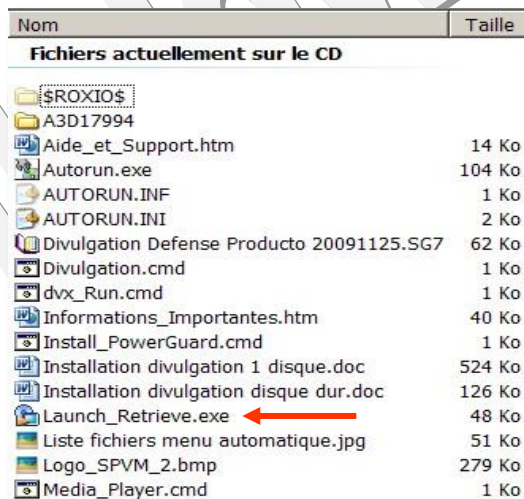 Nom Taille
Fichiers actuellement sur le CD
$ROXIO$
A3D17994
Aide_et_Support.htm 14 Ko
Autorun.exe 104 Ko
AUTORUN.INF 1 Ko
AUTORUN.INI 2 Ko
Divulgation Defense Producto 20091125.SG7 62 Ko
Divulgation.cmd 1 Ko
dvx_Run.cmd 1 Ko
Informations_Importantes.htm 40 Ko
Install_PowerGuard.cmd 1 Ko
Installation divulgation 1 disque.doc 524 Ko
Installation divulgation disque dur.doc 126 Ko
Launch_Retrieve.exe 48 Ko
Liste fichiers menu automatique.jpg 51 Ko
Logo_SPVM_2.bmp 279 Ko
Media_Player.cmd 1 Ko